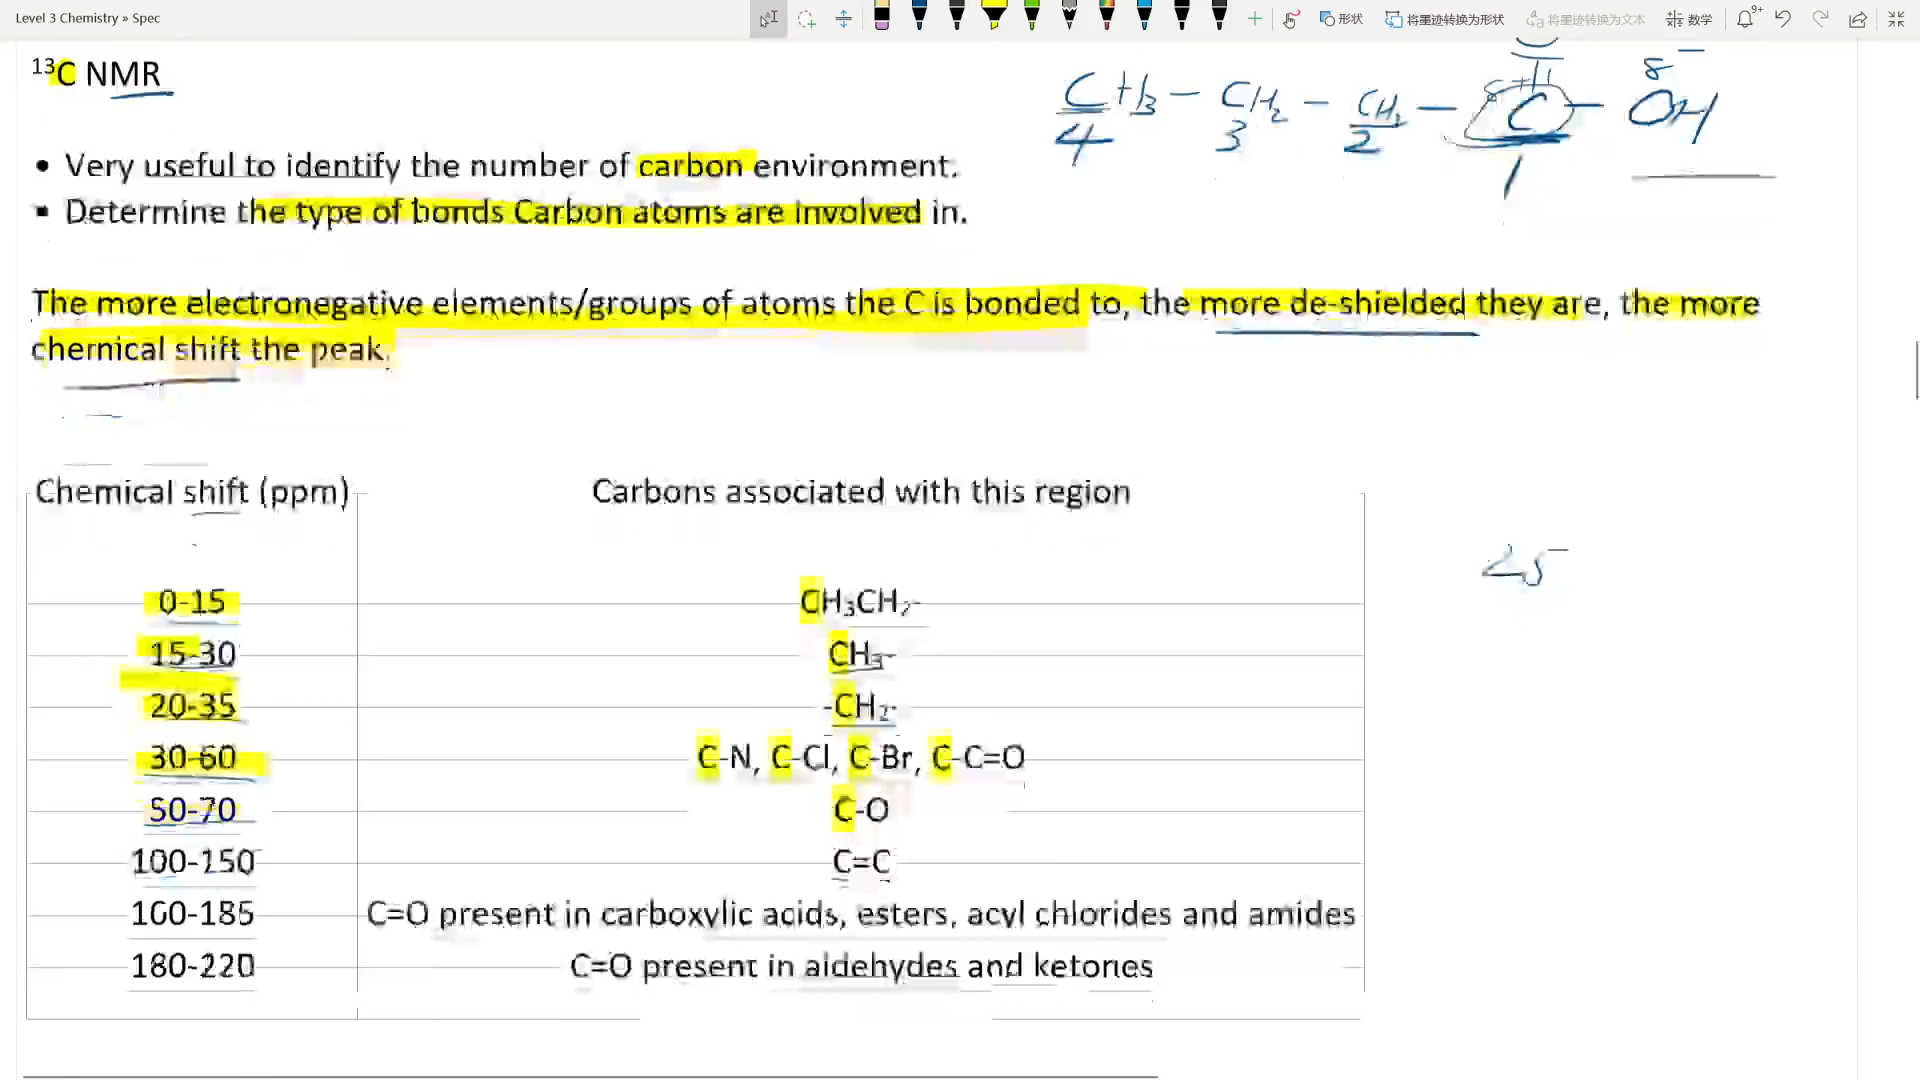 Level 3 Chemistry » Spec
形状 将墨迹转换为形状 将墨迹转换为文本 数学 9+
¹³C NMR
CH₃ – CH₂ – CH₂ – C – OH
4 3 2 1
δ⁻
• Very useful to identify the number of carbon environment.
▪ Determine the type of bonds Carbon atoms are involved in.
The more electronegative elements/groups of atoms the C is bonded to, the more de-shielded they are, the more
chemical shift the peak.
Chemical shift (ppm) Carbons associated with this region
25
0-15 CH₃CH₂-
15-30 CH₃-
20-35 -CH₂-
30-60 C-N, C-Cl, C-Br, C-C=O
50-70 C-O
100-150 C=C
160-185 C=O present in carboxylic acids, esters, acyl chlorides and amides
180-220 C=O present in aldehydes and ketones